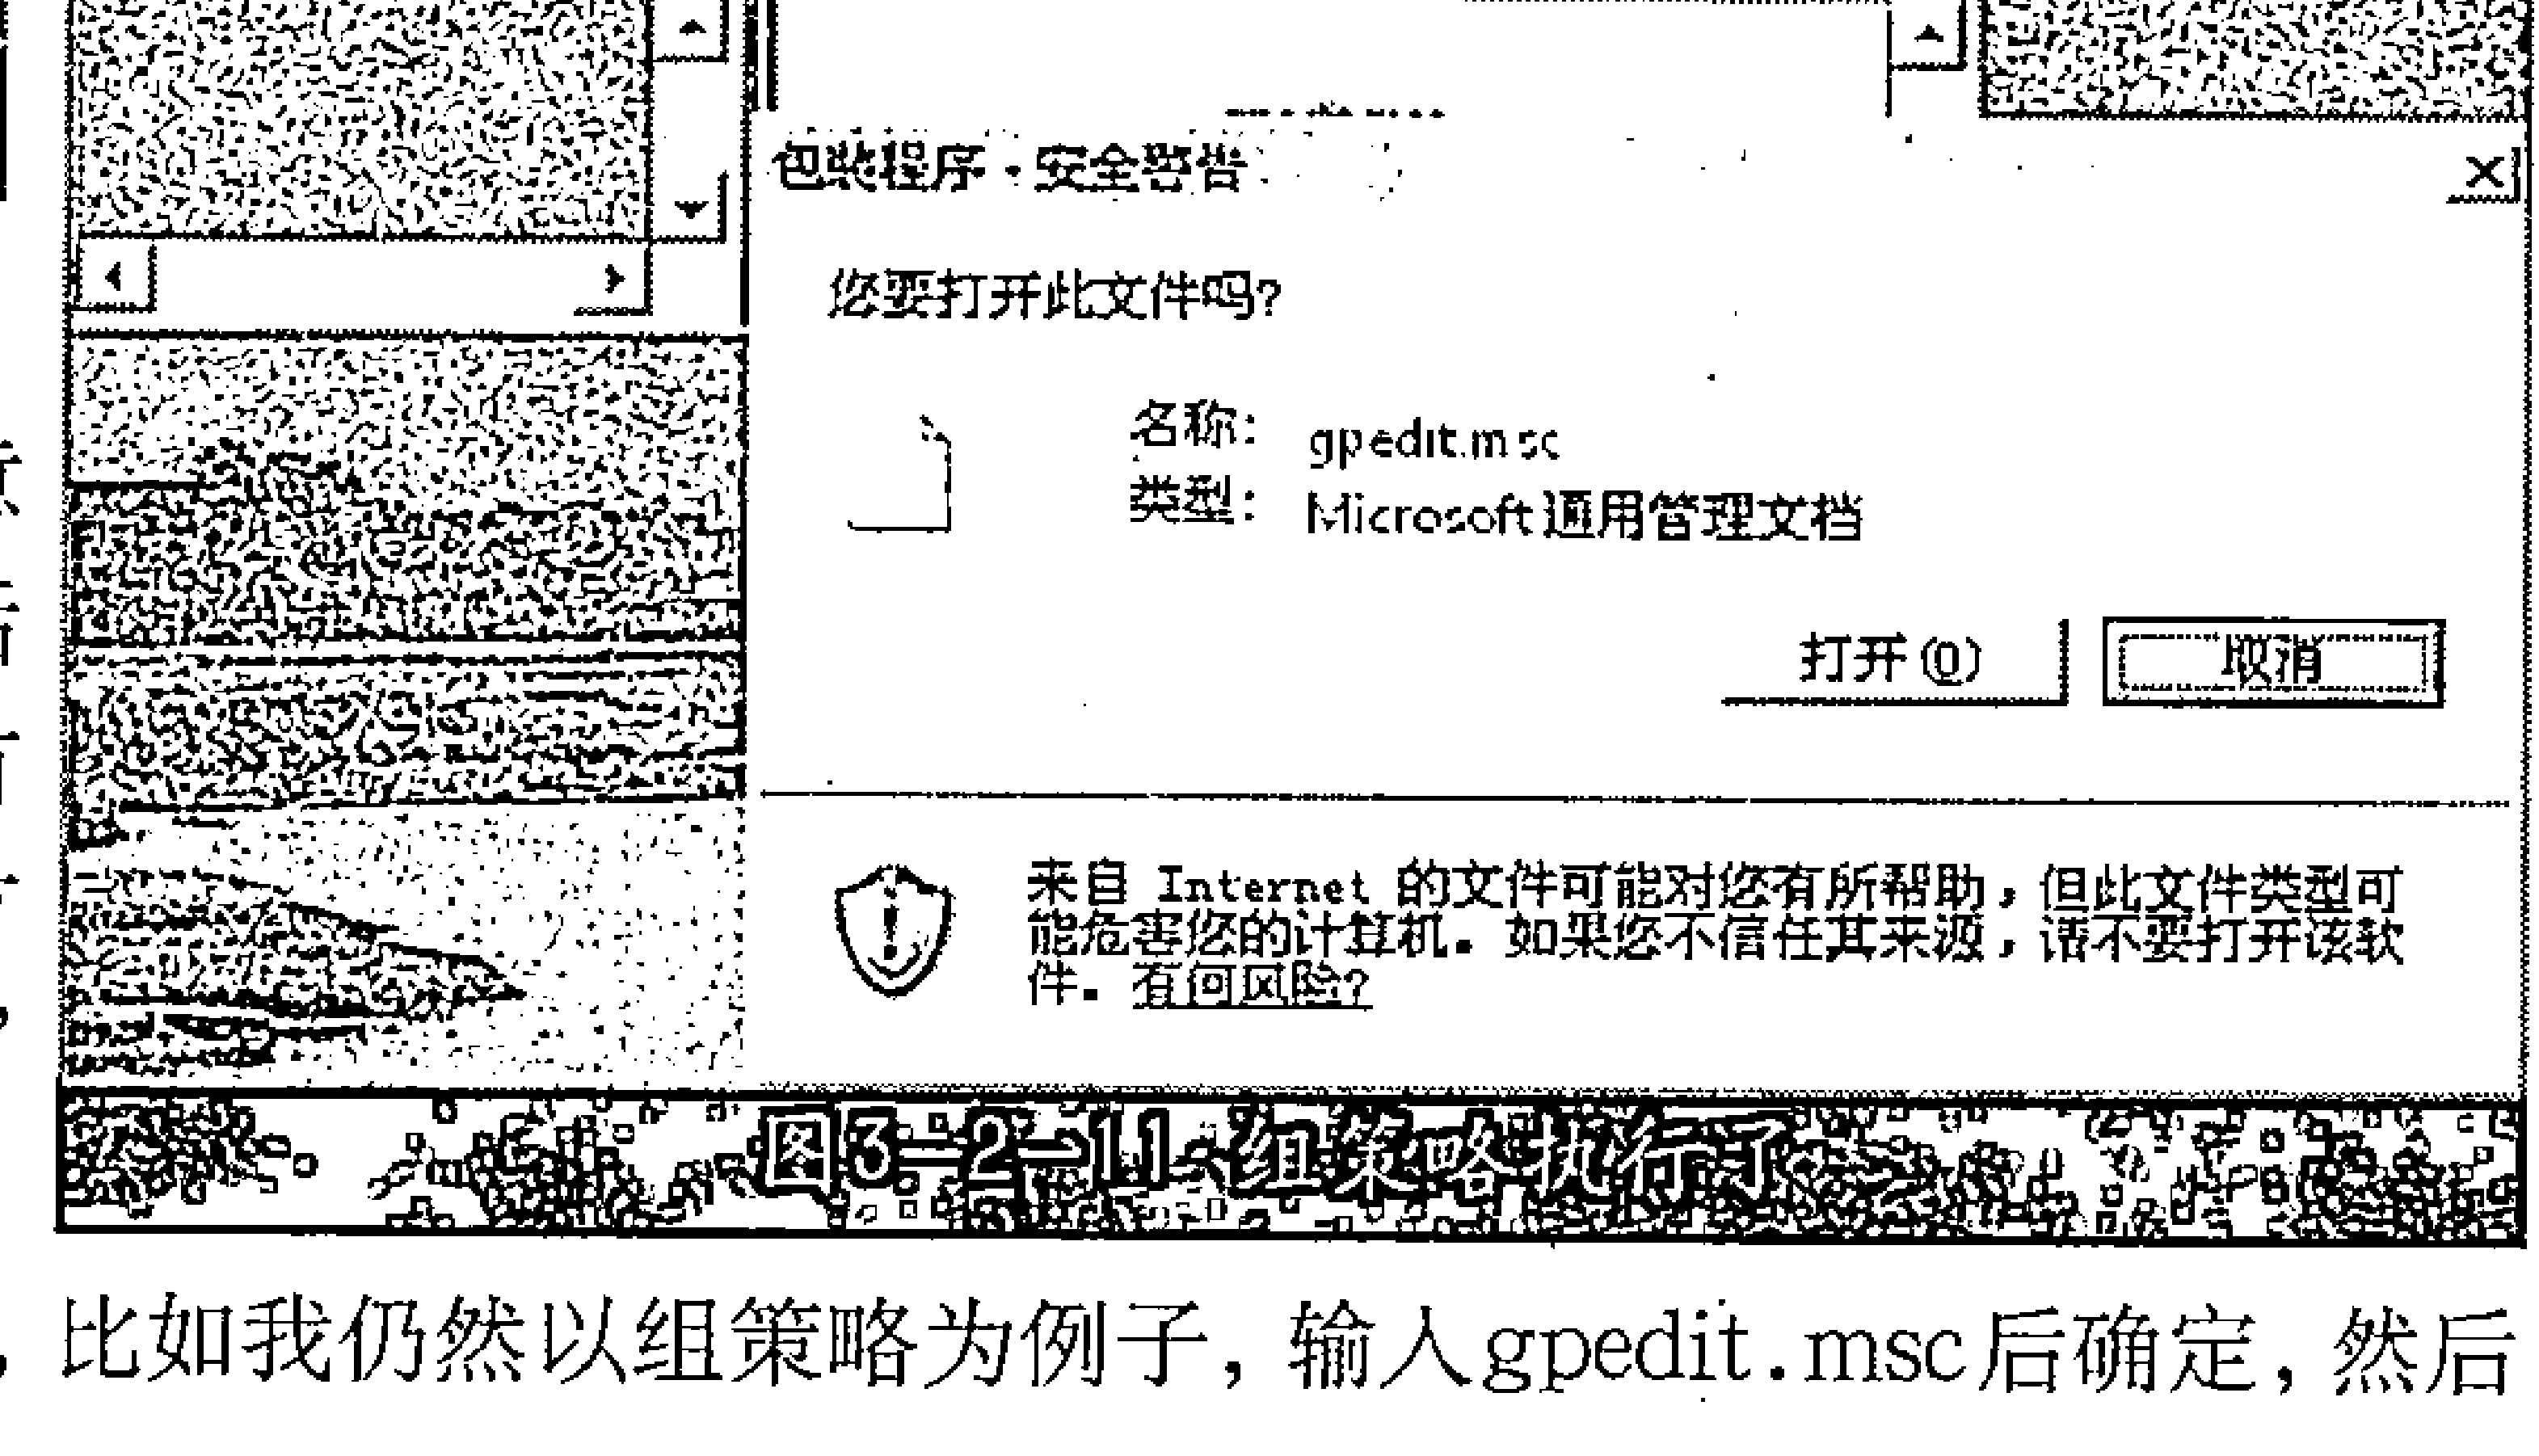 包装程序 - 安全警告
您要打开此文件吗?
名称: gpedit.msc
类型: Microsoft 通用管理文档
打开(O)
取消
来自 Internet 的文件可能对您有所帮助,但此文件类型可
能危害您的计算机。如果您不信任其来源,请不要打开该软
件。有何风险?
图3-2-11 组策略执行了
,比如我仍然以组策略为例子,输入gpedit.msc后确定,然后